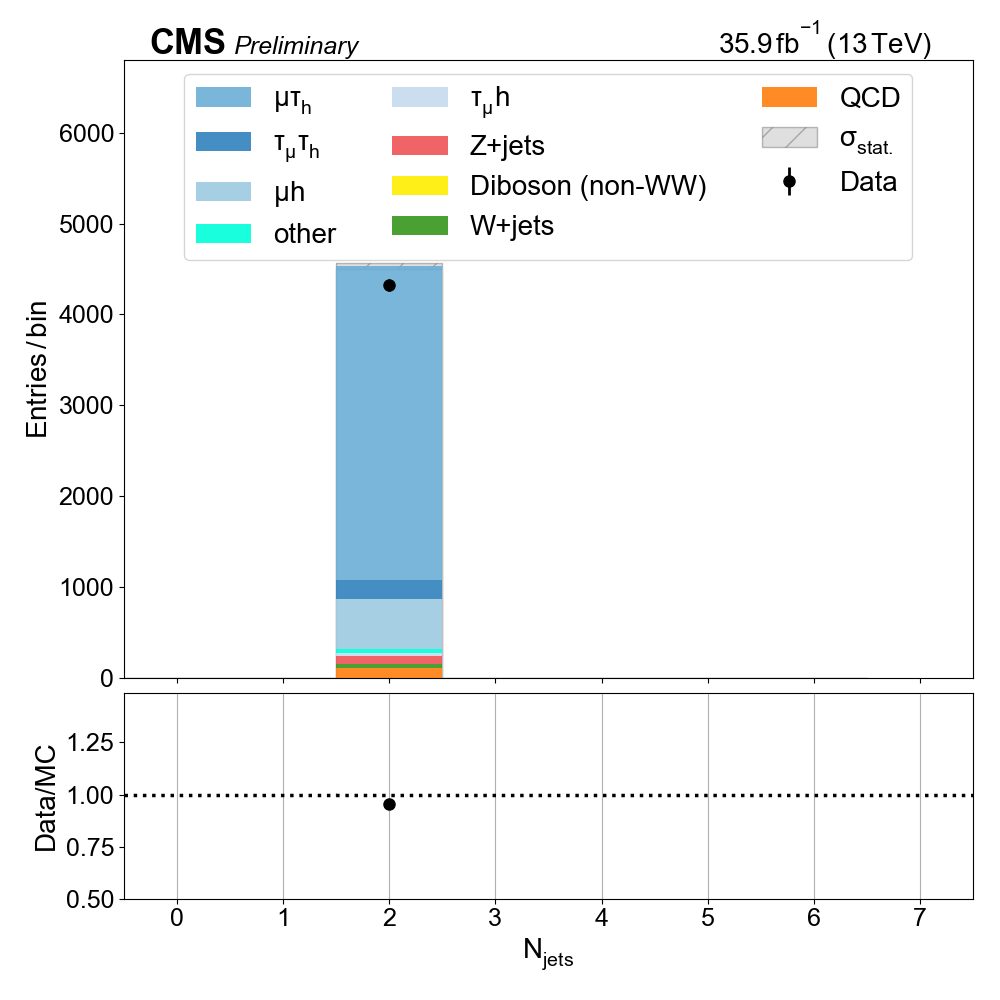 CMS Preliminary
35.9 fb⁻¹ (13 TeV)
μτ_h
τ_μτ_h
μh
other
τ_μh
Z+jets
Diboson (non-WW)
W+jets
QCD
σ_stat.
Data
Entries / bin
6000
5000
4000
3000
2000
1000
0
Data/MC
1.25
1.00
0.75
0.50
0 1 2 3 4 5 6 7
N_jets